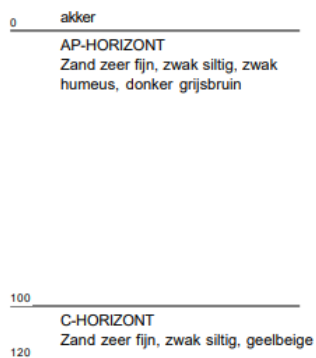 0 akker
AP-HORIZONT
Zand zeer fijn, zwak siltig, zwak
humeus, donker grijsbruin
100
C-HORIZONT
Zand zeer fijn, zwak siltig, geelbeige
120